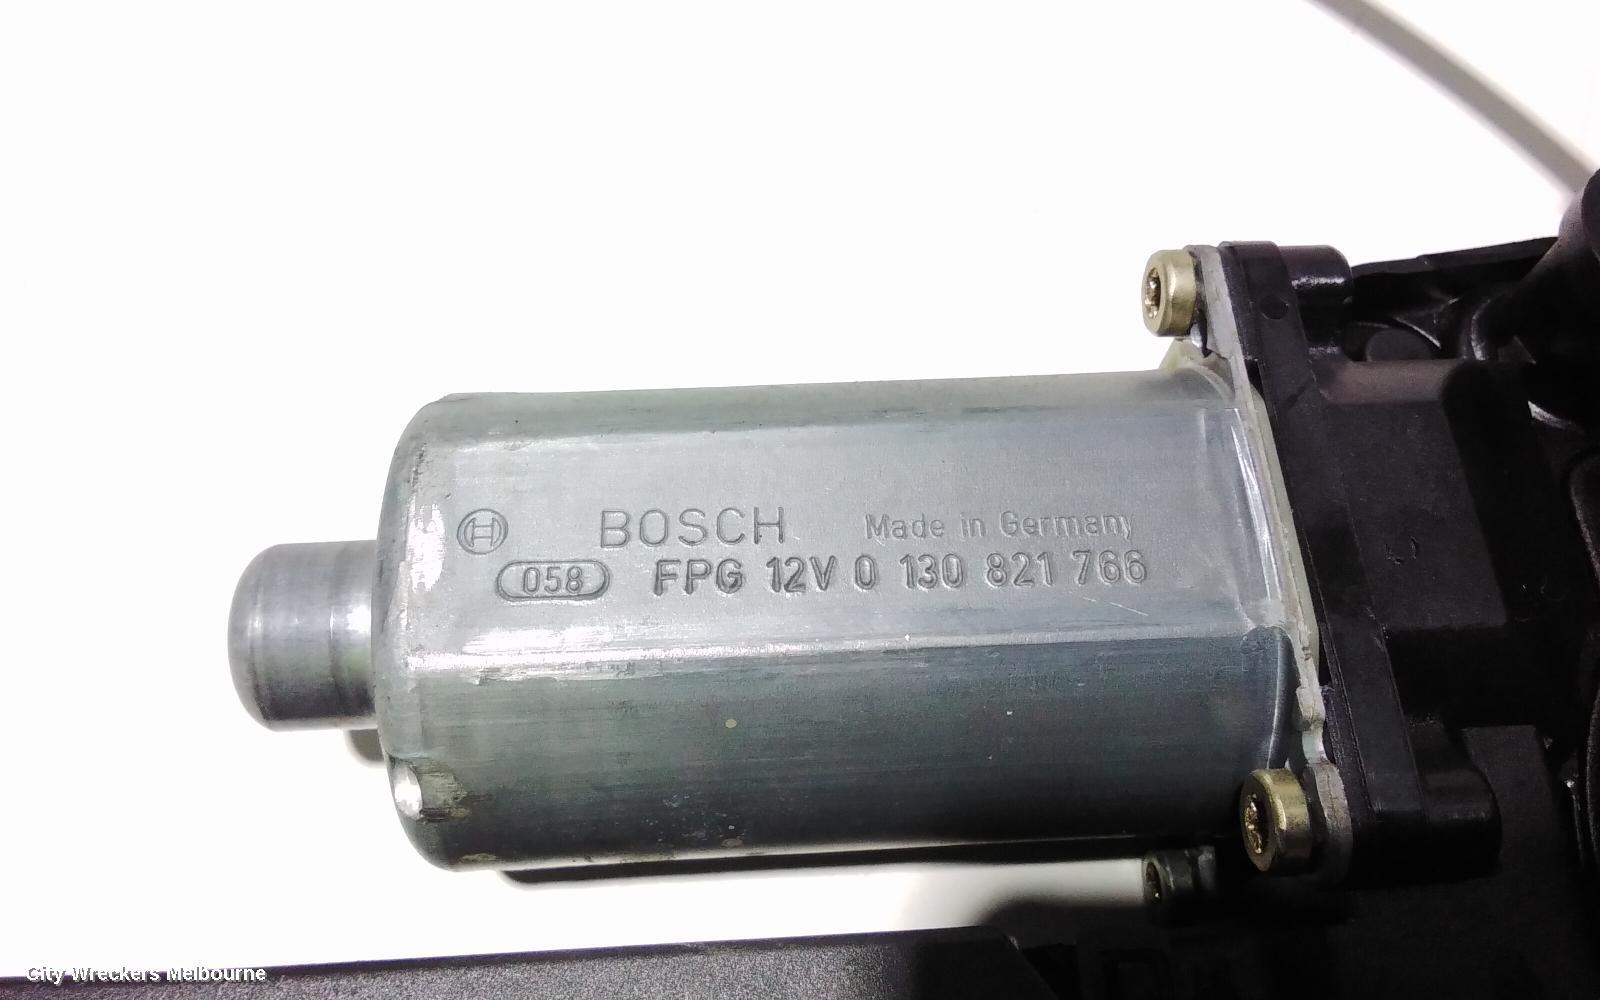 BOSCH Made in Germany
058 FPG 12V 0 130 821 766
City Wreckers Melbourne